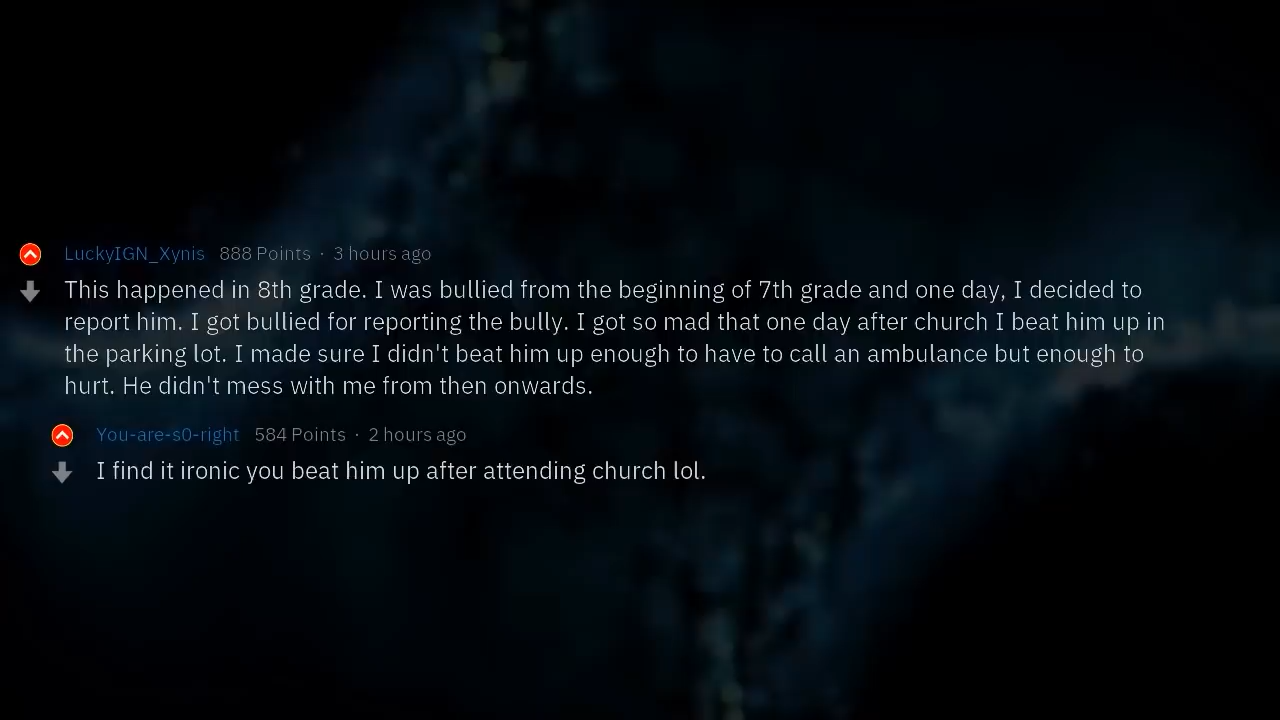 LuckyIGN_Xynis 888 Points · 3 hours ago
This happened in 8th grade. I was bullied from the beginning of 7th grade and one day, I decided to
report him. I got bullied for reporting the bully. I got so mad that one day after church I beat him up in
the parking lot. I made sure I didn't beat him up enough to have to call an ambulance but enough to
hurt. He didn't mess with me from then onwards.
You-are-s0-right 584 Points · 2 hours ago
I find it ironic you beat him up after attending church lol.